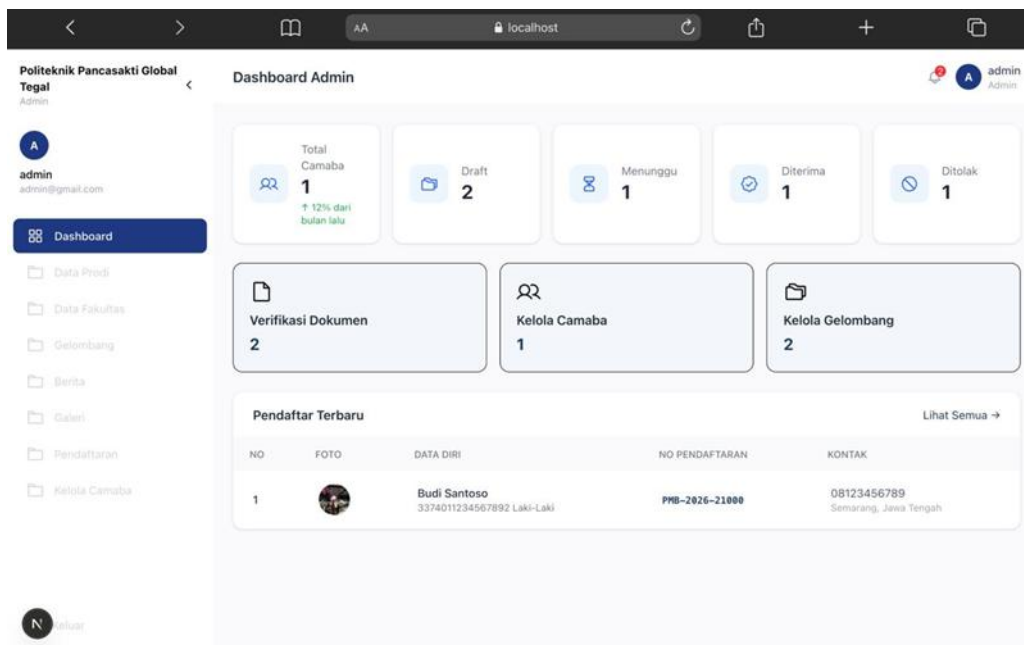 AA
localhost
Politeknik Pancasakti Global
Tegal
Admin
A
admin
admin@gmail.com
Dashboard
Data Prodi
Data Fakultas
Gelombang
Berita
Galeri
Pendaftaran
Kelola Camaba
N
Keluar
Dashboard Admin
2
A
admin
Admin
Total
Camaba
1
↑ 12% dari
bulan lalu
Draft
2
Menunggu
1
Diterima
1
Ditolak
1
Verifikasi Dokumen
2
Kelola Camaba
1
Kelola Gelombang
2
Pendaftar Terbaru
Lihat Semua →
NO FOTO DATA DIRI NO PENDAFTARAN KONTAK
1 Budi Santoso PMB-2026-21000 08123456789
3374011234567892 Laki-Laki Semarang, Jawa Tengah